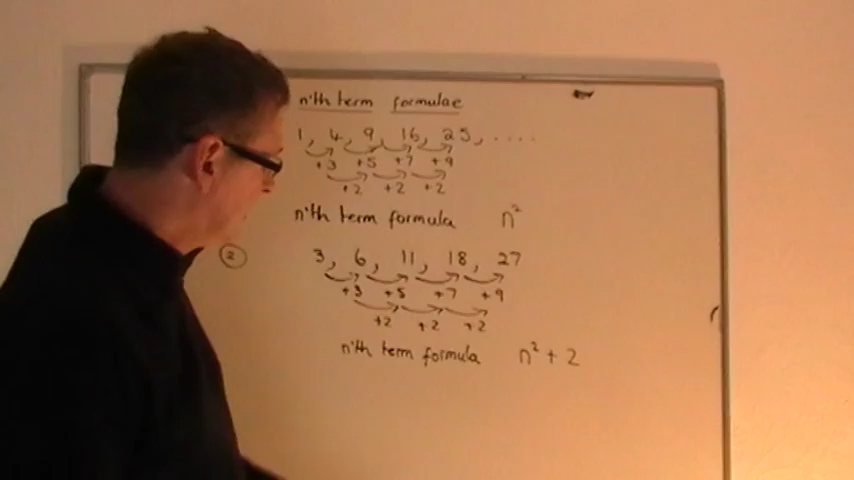 n'th term formulae
1, 4, 9, 16, 25, ....
+3 +5 +7 +9
+2 +2 +2
n'th term formula n²
2 3, 6, 11, 18, 27
+3 +5 +7 +9
+2 +2 +2
n'th term formula n² + 2